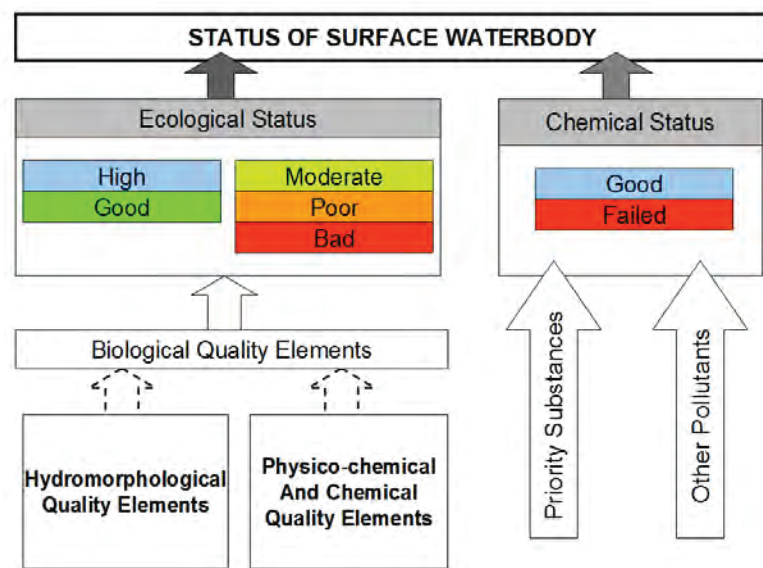 STATUS OF SURFACE WATERBODY
Ecological Status
High
Good
Moderate
Poor
Bad
Biological Quality Elements
Hydromorphological
Quality Elements
Physico-chemical
And Chemical
Quality Elements
Chemical Status
Good
Failed
Priority Substances
Other Pollutants